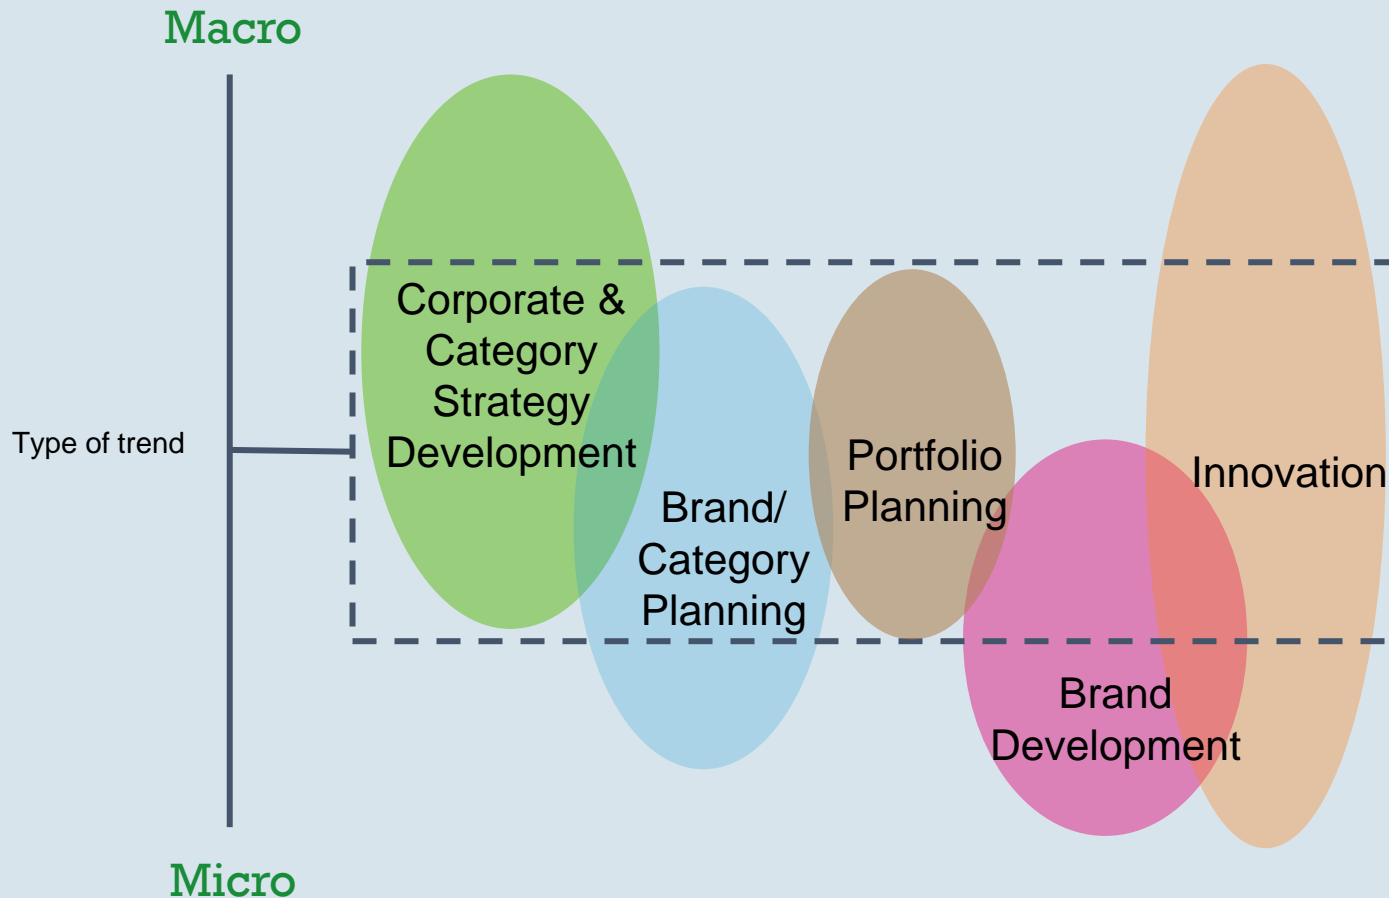 Macro
Corporate &
Category
Strategy
Development
Type of trend
Brand/
Category
Planning
Portfolio
Planning
Innovation
Brand
Development
Micro